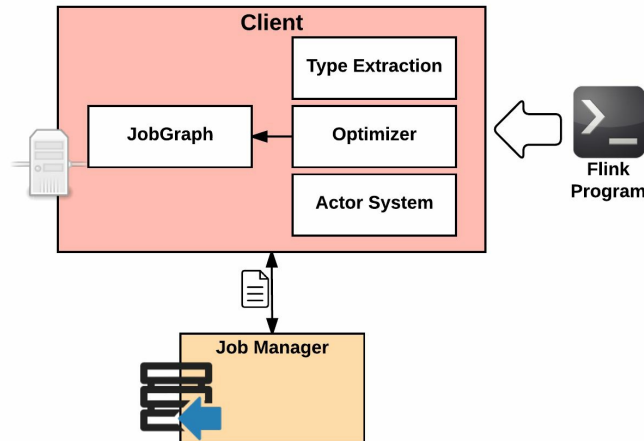 Client
Type Extraction
JobGraph
Optimizer
Actor System
Flink
Program
Job Manager